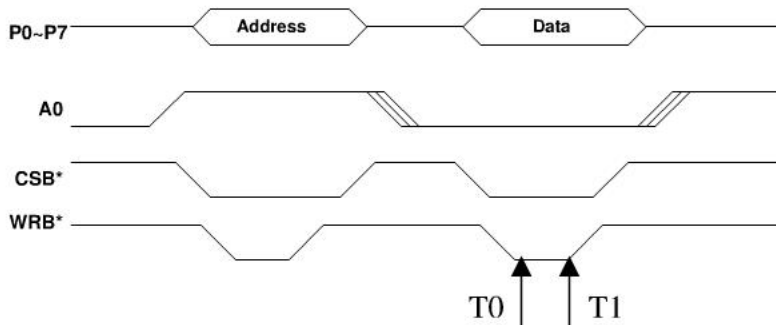 P0~P7 Address Data
A0
CSB*
WRB*
T0 T1